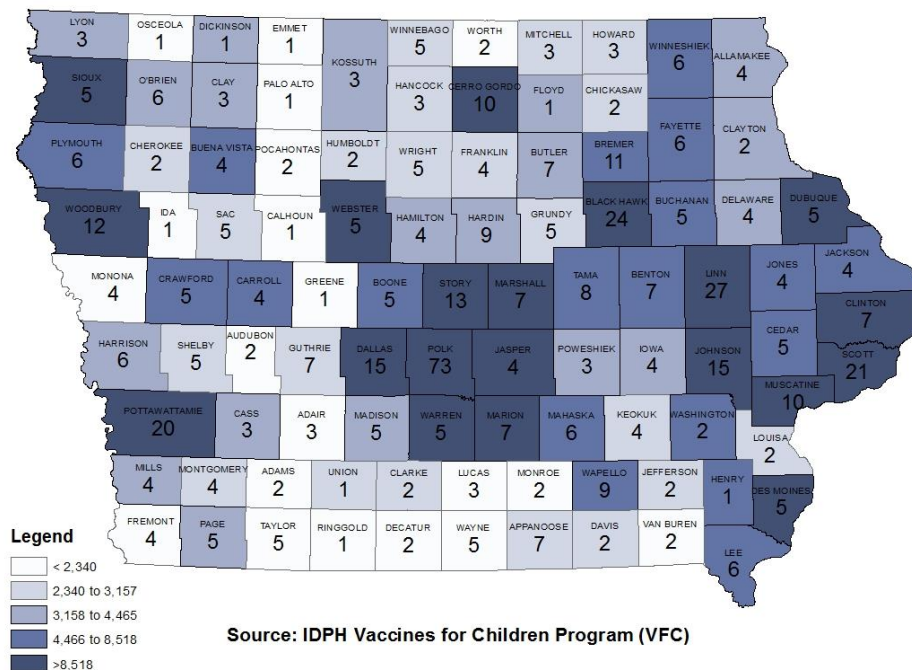 LYON
3
OSCEOLA
1
DICKINSON
1
EMMET
1
KOSSUTH
3
WINNEBAGO
5
WORTH
2
MITCHELL
3
HOWARD
3
WINNESHIEK
6
ALLAMAKEE
4
SIOUX
5
O'BRIEN
6
CLAY
3
PALO ALTO
1
HANCOCK
3
CERRO GORDO
10
FLOYD
1
CHICKASAW
2
PLYMOUTH
6
CHEROKEE
2
BUENA VISTA
4
POCAHONTAS
2
HUMBOLDT
2
WRIGHT
5
FRANKLIN
4
BUTLER
7
BREMER
11
FAYETTE
6
CLAYTON
2
WOODBURY
12
IDA
1
SAC
5
CALHOUN
1
WEBSTER
5
HAMILTON
4
HARDIN
9
GRUNDY
5
BLACK HAWK
24
BUCHANAN
5
DELAWARE
4
DUBUQUE
5
MONONA
4
CRAWFORD
5
CARROLL
4
GREENE
1
BOONE
5
STORY
13
MARSHALL
7
TAMA
8
BENTON
7
LINN
27
JONES
4
JACKSON
4
CLINTON
7
HARRISON
6
SHELBY
5
AUDUBON
2
GUTHRIE
7
DALLAS
15
POLK
73
JASPER
4
POWESHIEK
3
IOWA
4
JOHNSON
15
CEDAR
5
SCOTT
21
MUSCATINE
10
POTTAWATTAMIE
20
CASS
3
ADAIR
3
MADISON
5
WARREN
5
MARION
7
MAHASKA
6
KEOKUK
4
WASHINGTON
2
LOUISA
2
MILLS
4
MONTGOMERY
4
ADAMS
2
UNION
1
CLARKE
2
LUCAS
3
MONROE
2
WAPELLO
9
JEFFERSON
2
HENRY
1
DES MOINES
5
FREMONT
4
PAGE
5
TAYLOR
5
RINGGOLD
1
DECATUR
2
WAYNE
5
APPANOOSE
7
DAVIS
2
VAN BUREN
2
LEE
6
Legend
< 2,340
2,340 to 3,157
3,158 to 4,465
4,466 to 8,518
>8,518
Source: IDPH Vaccines for Children Program (VFC)